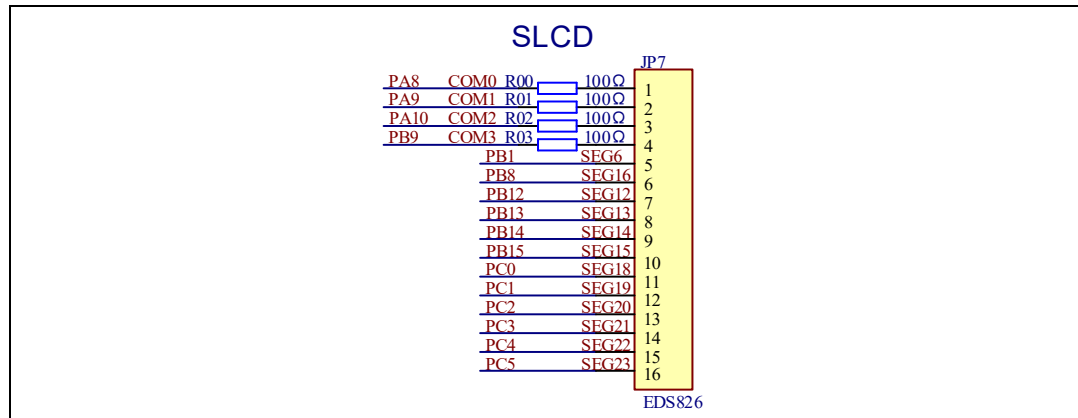 SLCD
JP7
PA8 COM0 R00 100Ω 1
PA9 COM1 R01 100Ω 2
PA10 COM2 R02 100Ω 3
PB9 COM3 R03 100Ω 4
PB1 SEG6 5
PB8 SEG16 6
PB12 SEG12 7
PB13 SEG13 8
PB14 SEG14 9
PB15 SEG15 10
PC0 SEG18 11
PC1 SEG19 12
PC2 SEG20 13
PC3 SEG21 14
PC4 SEG22 15
PC5 SEG23 16
EDS826